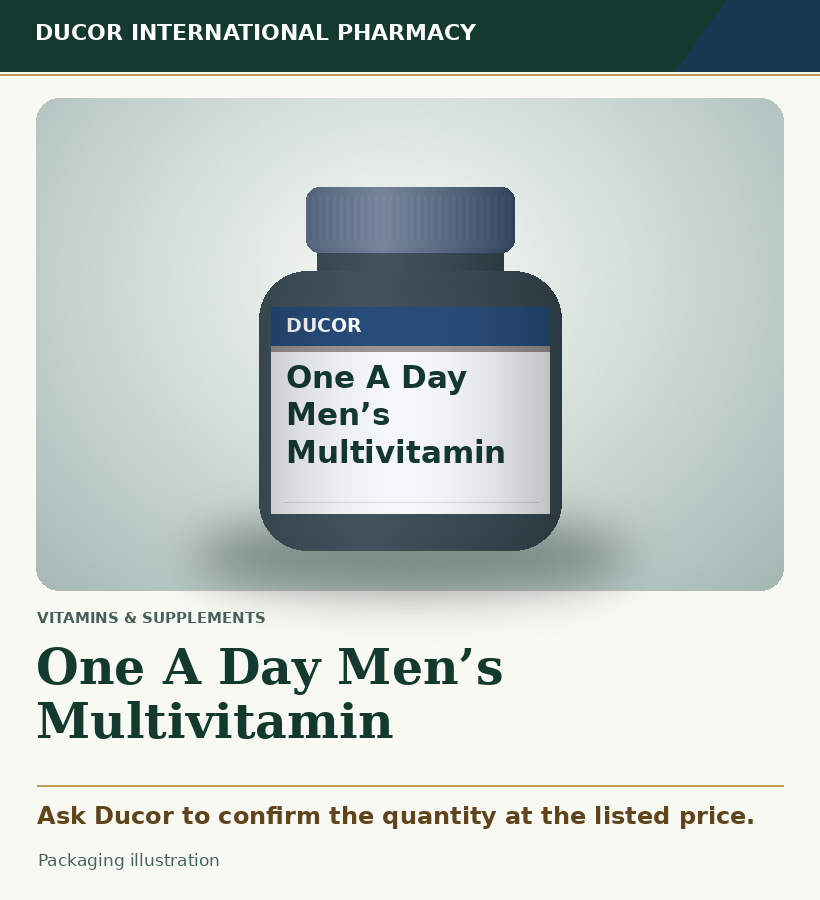 DUCOR INTERNATIONAL PHARMACY
DUCOR
One A Day
Men’s
Multivitamin
VITAMINS & SUPPLEMENTS
One A Day Men’s
Multivitamin
Ask Ducor to confirm the quantity at the listed price.
Packaging illustration